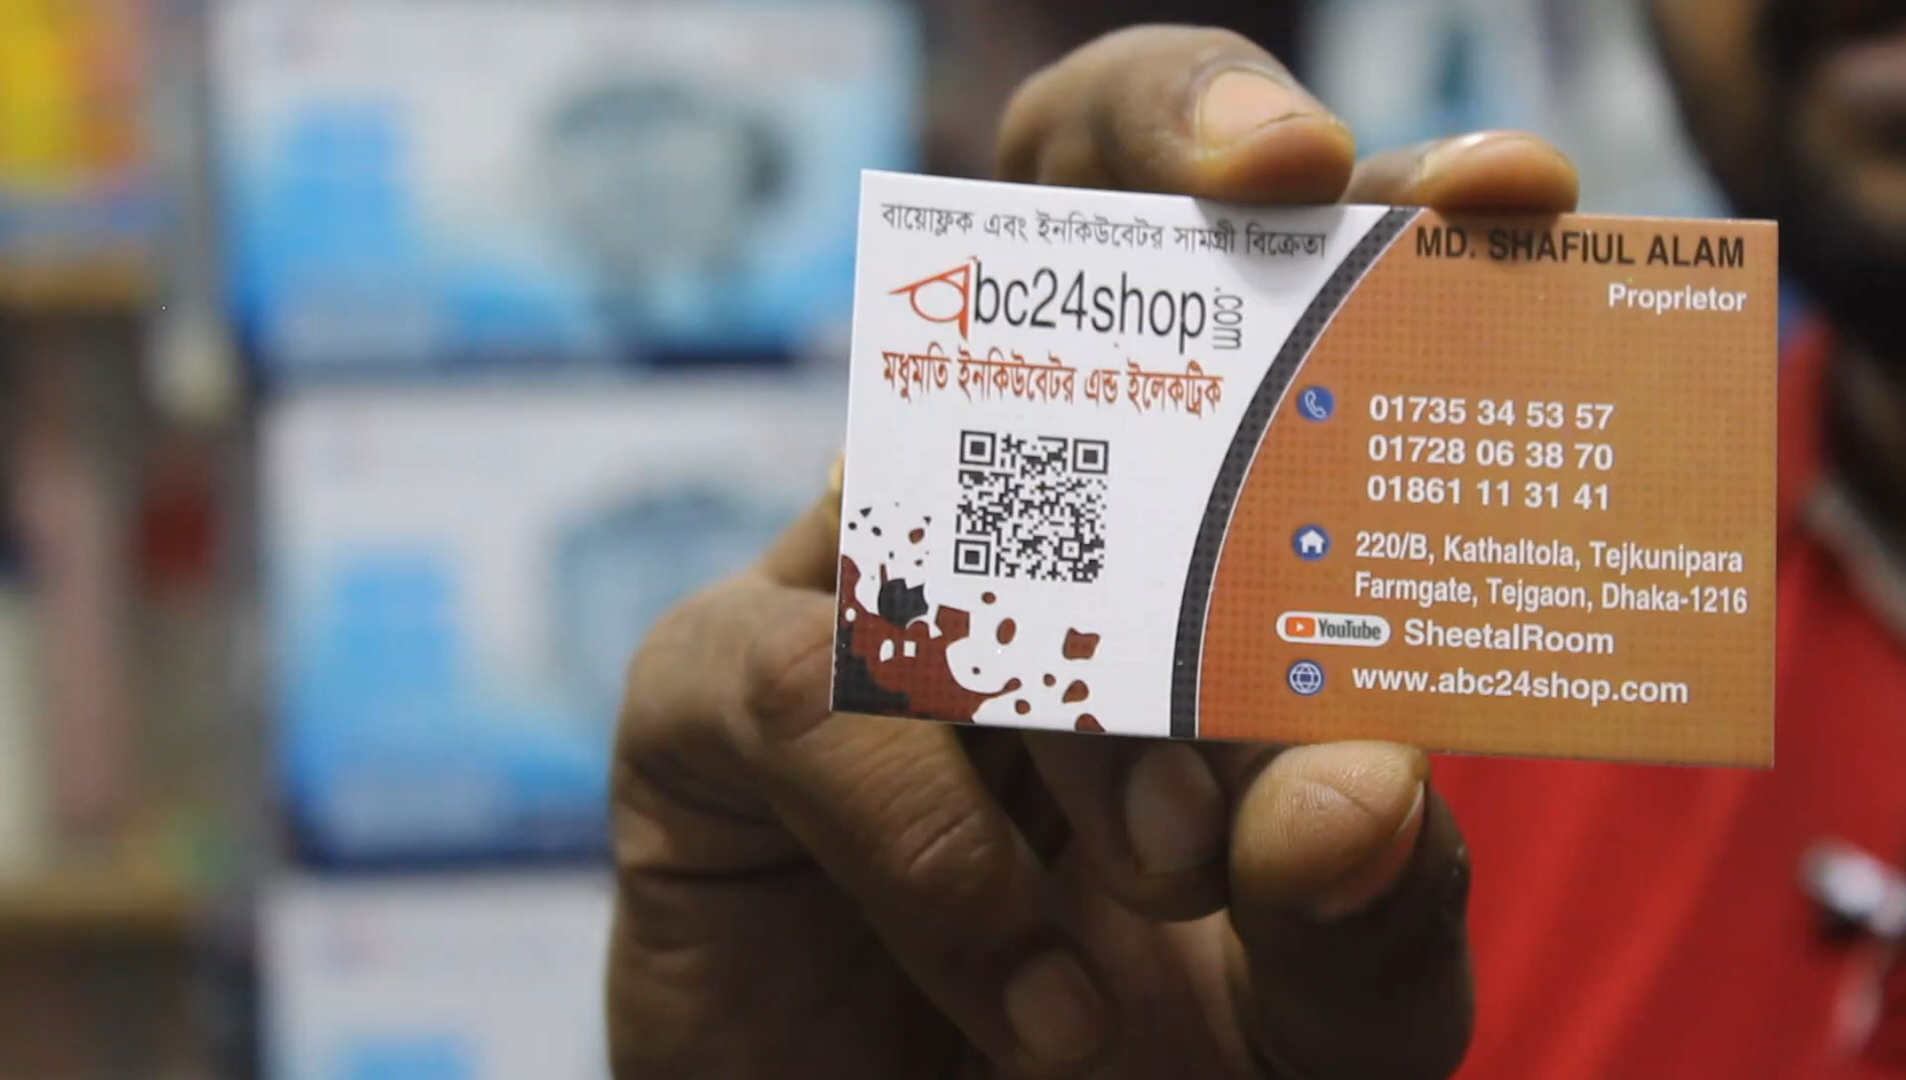 বায়োফ্লক এবং ইনকিউবেটর সামগ্রী বিক্রেতা
abc24shop.com
মধুমতি ইনকিউবেটর এন্ড ইলেকট্রিক
MD. SHAFIUL ALAM
Proprietor
01735 34 53 57
01728 06 38 70
01861 11 31 41
220/B, Kathaltola, Tejkunipara
Farmgate, Tejgaon, Dhaka-1216
YouTube SheetalRoom
www.abc24shop.com